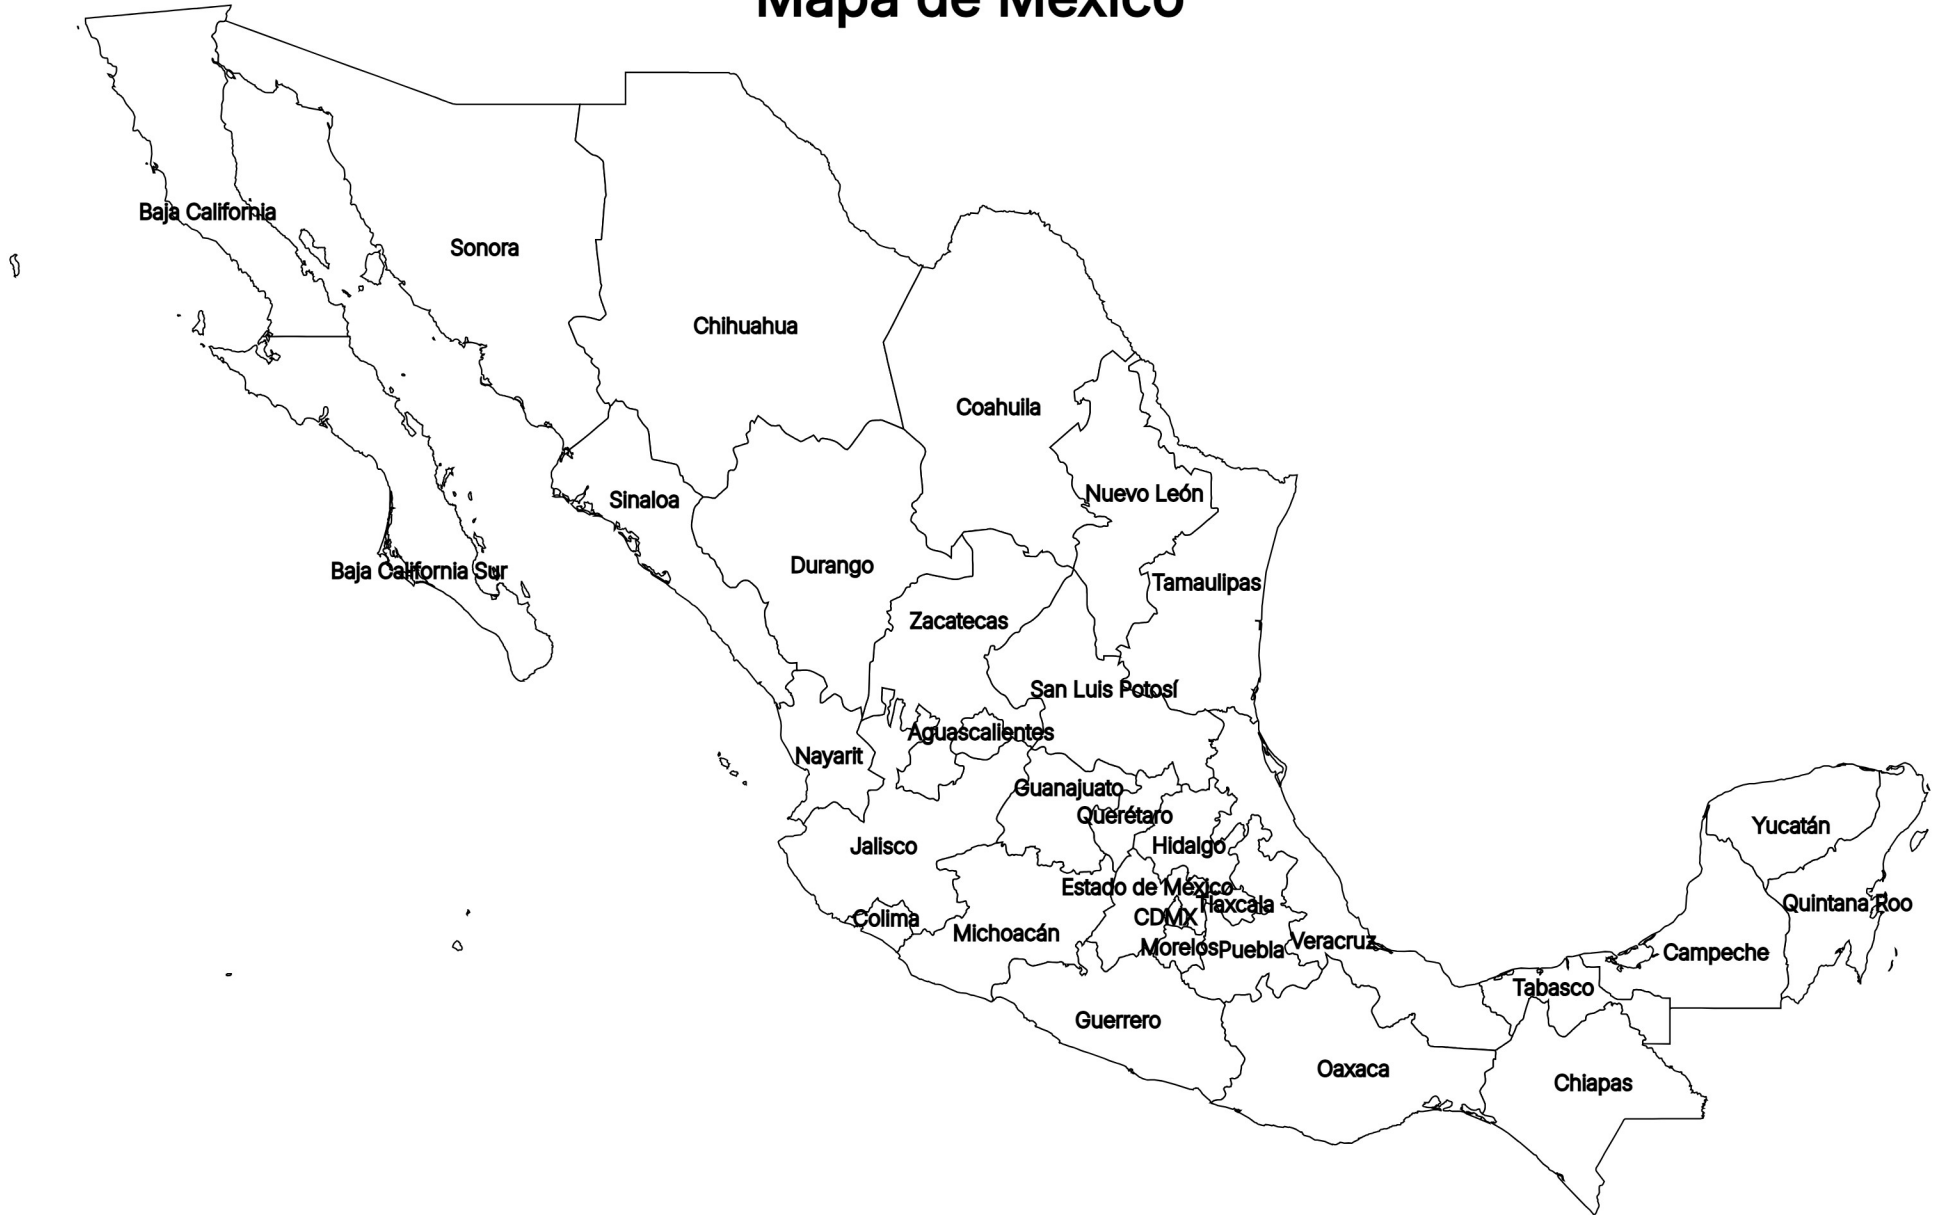 Mapa de México
Baja California
Sonora
Chihuahua
Coahuila
Nuevo León
Sinaloa
Durango
Baja California Sur
Tamaulipas
Zacatecas
San Luis Potosí
Aguascalientes
Nayarit
Guanajuato
Querétaro
Yucatán
Jalisco
Hidalgo
Estado de México
Tlaxcala
Quintana Roo
CDMX
Colima
Michoacán
Veracruz
Morelos
Puebla
Campeche
Tabasco
Guerrero
Oaxaca
Chiapas